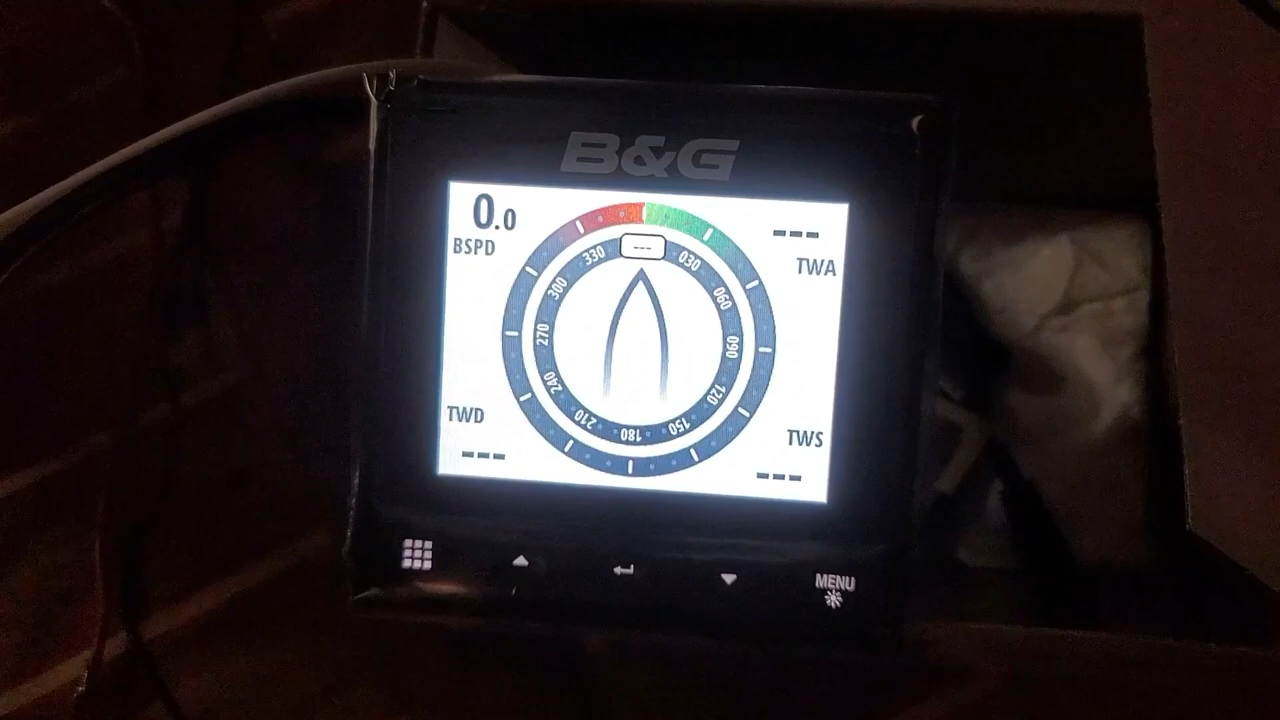 B&G
0.0
BSPD
---
TWA
---
330
030
300
060
270
090
240
120
210
150
180
TWD
---
TWS
---
MENU